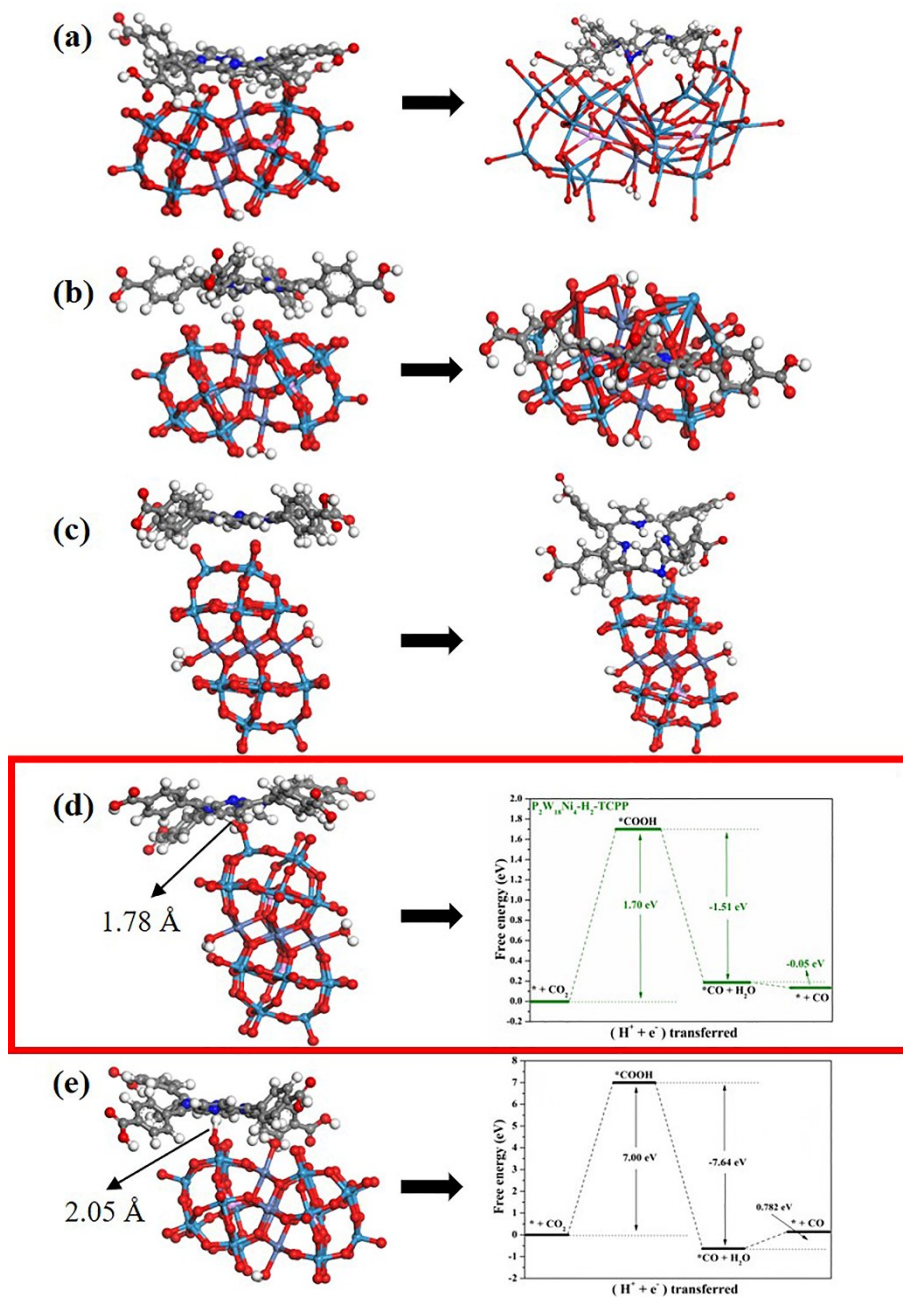 (a)
(b)
(c)
(d)
1.78 Å
P₂W₁₈Ni₄-H₂-TCPP
Free energy (eV)
2.0
1.8
1.6
1.4
1.2
1.0
0.8
0.6
0.4
0.2
0.0
-0.2
*COOH
1.70 eV
-1.51 eV
-0.05 eV
* + CO₂
*CO + H₂O
* + CO
( H⁺ + e⁻ ) transferred
(e)
2.05 Å
Free energy (eV)
8
7
6
5
4
3
2
1
0
-1
-2
*COOH
7.00 eV
-7.64 eV
0.782 eV
* + CO₂
* + CO
*CO + H₂O
( H⁺ + e⁻ ) transferred